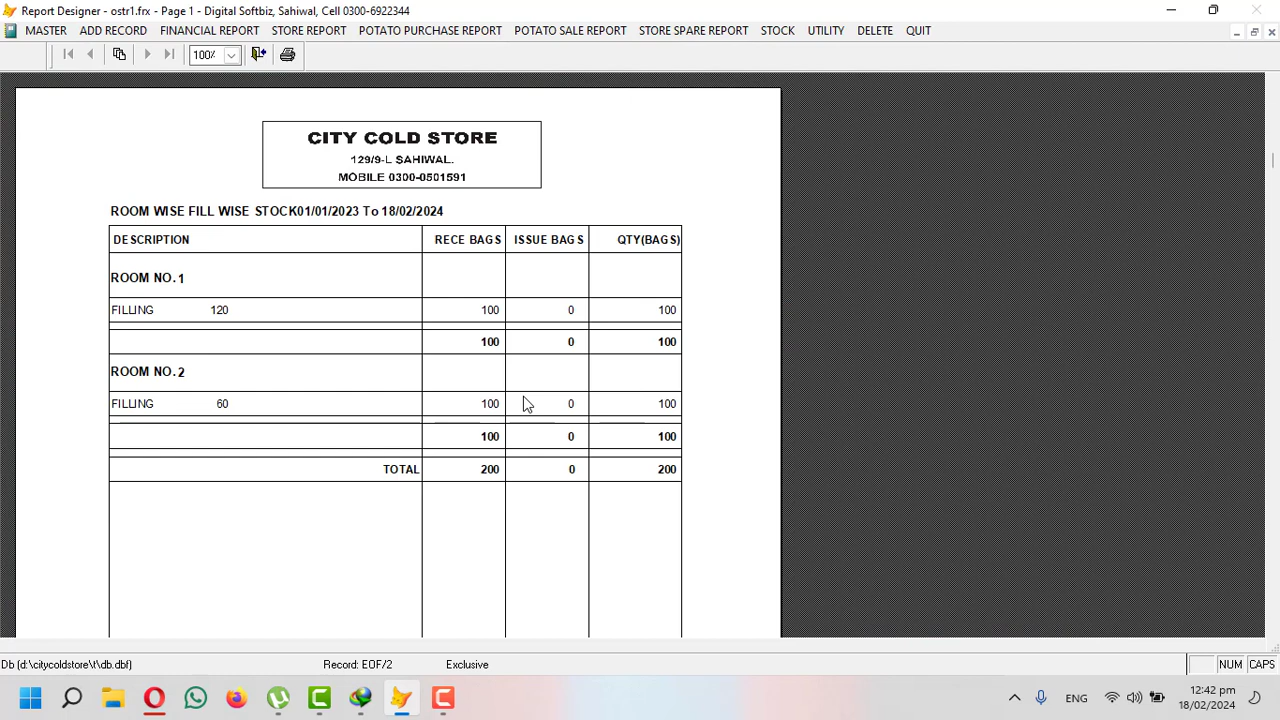 Report Designer - ostr1.frx - Page 1 - Digital Softbiz, Sahiwal, Cell 0300-6922344
MASTER ADD RECORD FINANCIAL REPORT STORE REPORT POTATO PURCHASE REPORT POTATO SALE REPORT STORE SPARE REPORT STOCK UTILITY DELETE QUIT
100%
CITY COLD STORE
129/9-L SAHIWAL.
MOBILE 0300-0501591
ROOM WISE FILL WISE STOCK01/01/2023 To 18/02/2024
DESCRIPTION RECE BAGS ISSUE BAGS QTY(BAGS)
ROOM NO. 1
FILLING 120 100 0 100
100 0 100
ROOM NO. 2
FILLING 60 100 0 100
100 0 100
TOTAL 200 0 200
Db (d:\citycoldstore\t\db.dbf) Record: EOF/2 Exclusive NUM CAPS
ENG 12:42 pm
18/02/2024